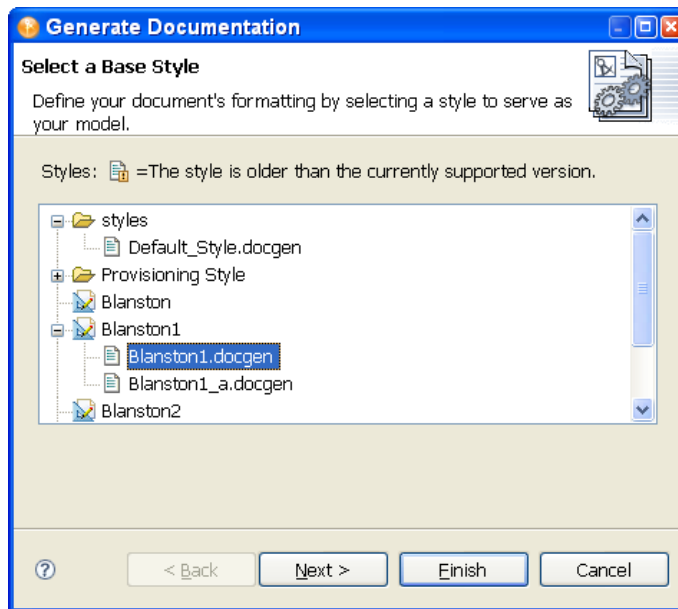 Generate Documentation
Select a Base Style
Define your document's formatting by selecting a style to serve as
your model.
Styles: =The style is older than the currently supported version.
styles
Default_Style.docgen
Provisioning Style
Blanston
Blanston1
Blanston1.docgen
Blanston1_a.docgen
Blanston2
< Back
Next >
Finish
Cancel